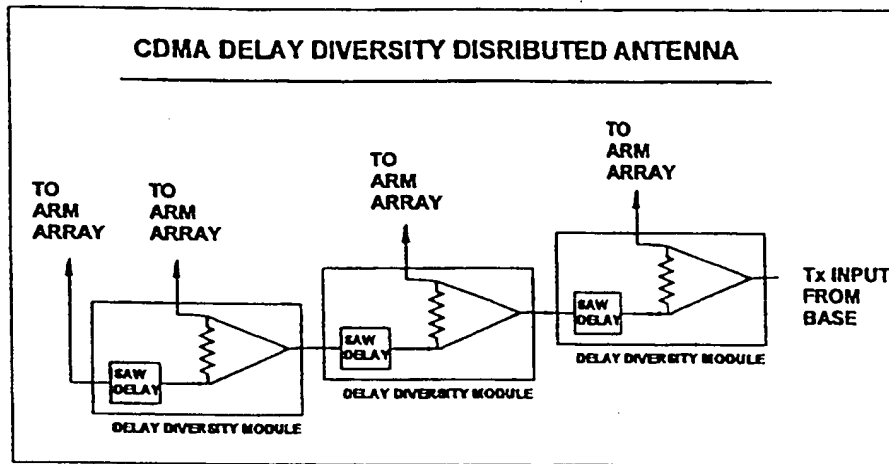 CDMA DELAY DIVERSITY DISRIBUTED ANTENNA
TO
ARM
ARRAY
TO
ARM
ARRAY
TO
ARM
ARRAY
TO
ARM
ARRAY
Tx INPUT
FROM
BASE
SAW
DELAY
DELAY DIVERSITY MODULE
SAW
DELAY
DELAY DIVERSITY MODULE
SAW
DELAY
DELAY DIVERSITY MODULE